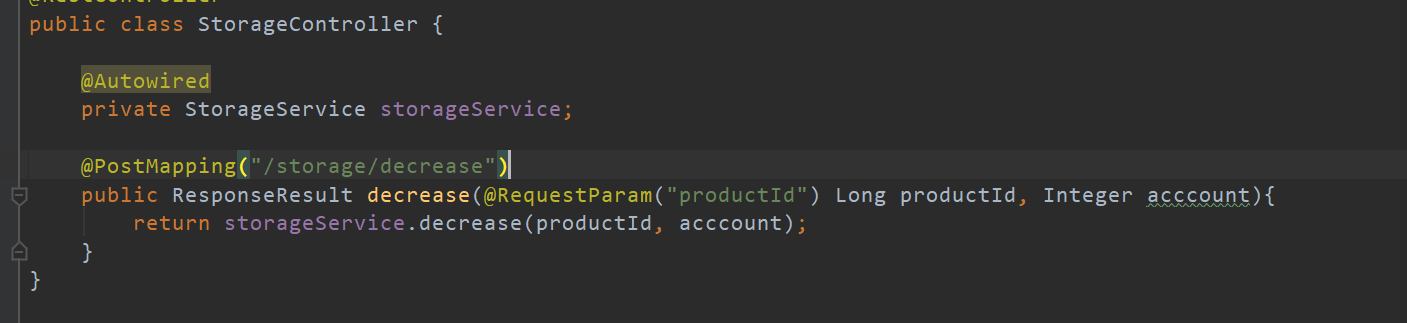 @RestController
public class StorageController {
@Autowired
private StorageService storageService;
@PostMapping("/storage/decrease")
public ResponseResult decrease(@RequestParam("productId") Long productId, Integer acccount){
return storageService.decrease(productId, acccount);
}
}